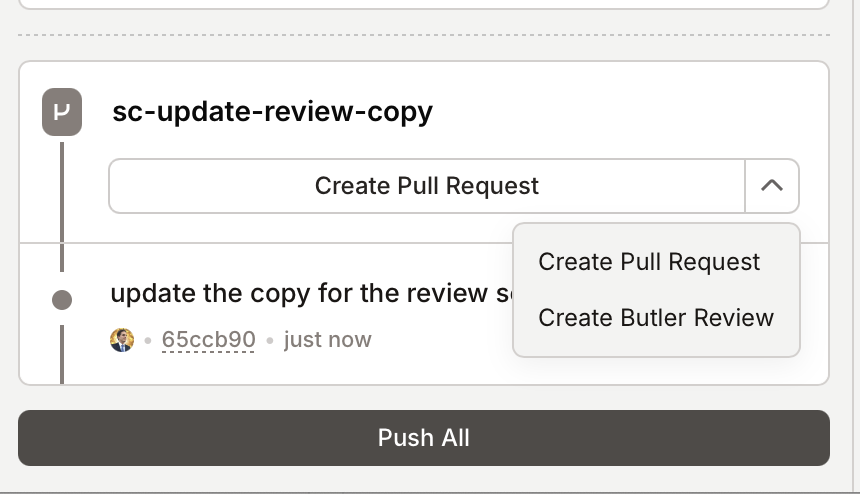 sc-update-review-copy
Create Pull Request
Create Pull Request
update the copy for the review
Create Butler Review
65ccb90 • just now
Push All